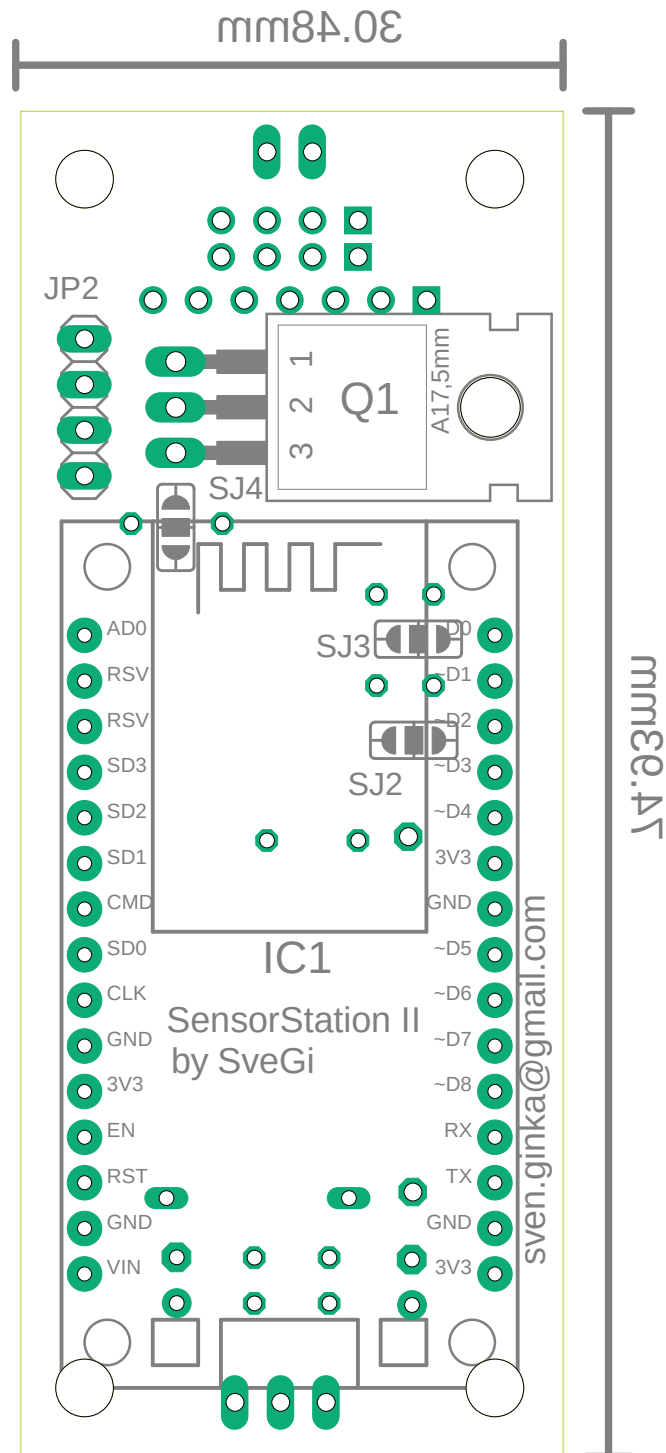 30.48mm
JP2
1
2
3
Q1
A17,5mm
SJ4
AD0
RSV
RSV
SD3
SD2
SD1
CMD
SD0
CLK
GND
3V3
EN
RST
GND
VIN
SJ3
SJ2
D0
~D1
~D2
~D3
~D4
3V3
GND
~D5
~D6
~D7
~D8
RX
TX
GND
3V3
IC1
SensorStation II
by SveGi
sven.ginka@gmail.com
74.93mm